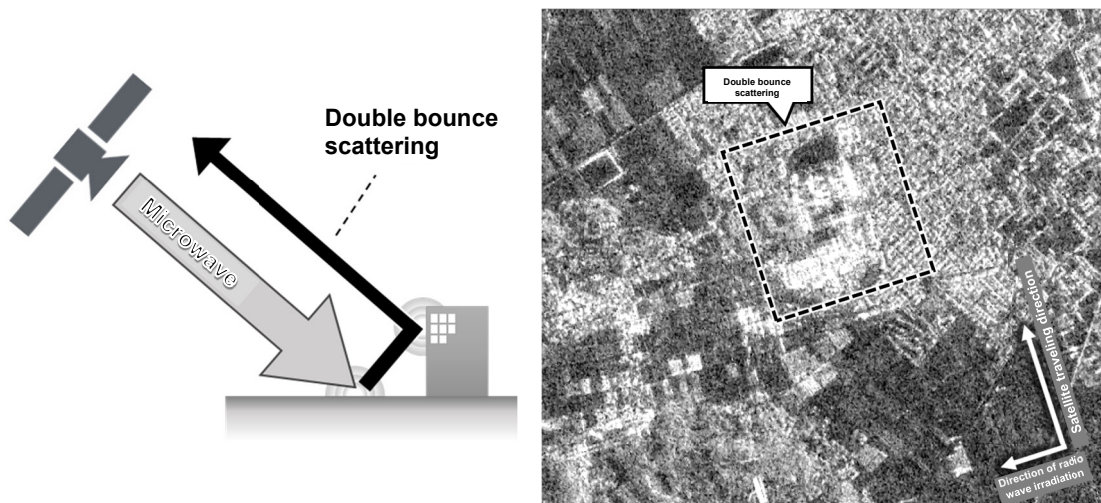 Double bounce
scattering
Microwave
Double bounce
scattering
Satellite traveling direction
Direction of radio
wave irradiation